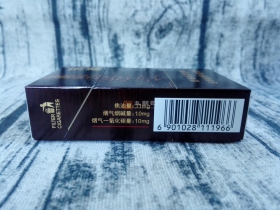 FILTER
CIGARETTES
焦油量:11mg
烟气烟碱量:1.0mg
烟气一氧化碳量:10mg
6 901028 111966